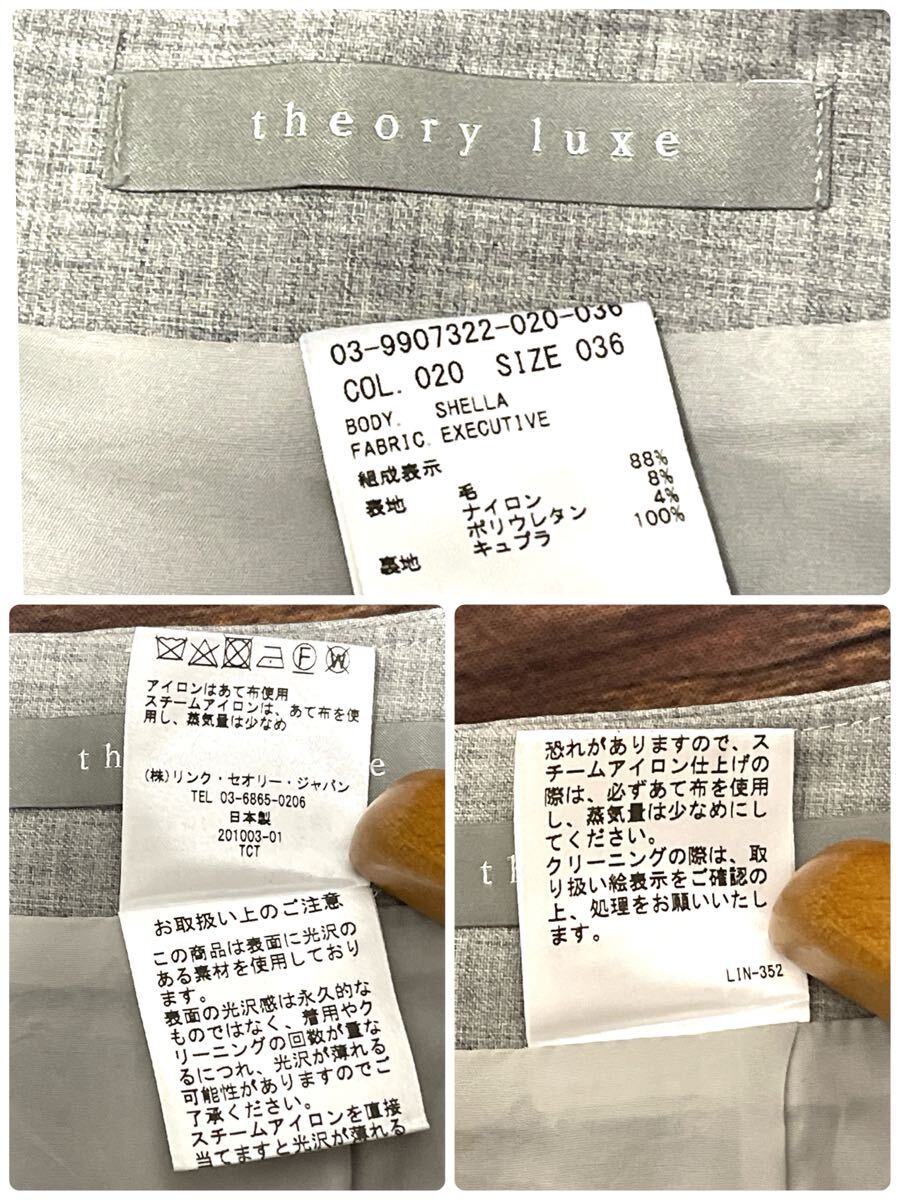 theory luxe
03-9907322-020-036
COL. 020 SIZE 036
BODY. SHELLA
FABRIC. EXECUTIVE
組成表示
表地 毛 88%
ナイロン 8%
ポリウレタン 4%
裏地 キュプラ 100%
F W
アイロンはあて布使用
スチームアイロンは、あて布を使
用し、蒸気量は少なめ
th e
(株)リンク・セオリー・ジャパン
TEL 03-6865-0206
日本製
201003-01
TCT
お取扱い上のご注意
この商品は表面に光沢の
ある素材を使用しており
ます。
表面の光沢感は永久的な
ものではなく、着用やク
リーニングの回数が重な
るにつれ、光沢が薄れる
可能性がありますのでご
了承ください。
スチームアイロンを直接
当てますと光沢が薄れる
恐れがありますので、ス
チームアイロン仕上げの
際は、必ずあて布を使用
し、蒸気量は少なめにし
てください。
クリーニングの際は、取
り扱い絵表示をご確認の
上、処理をお願いいたし
ます。
t
LIN-352